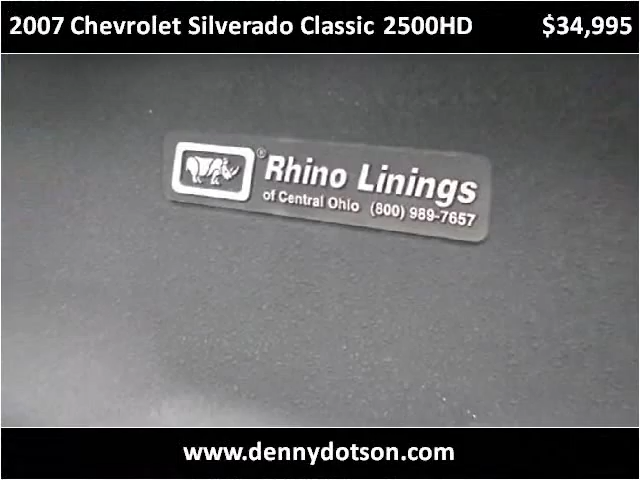 2007 Chevrolet Silverado Classic 2500HD $34,995
® Rhino Linings
of Central Ohio (800) 989-7657
www.dennydotson.com